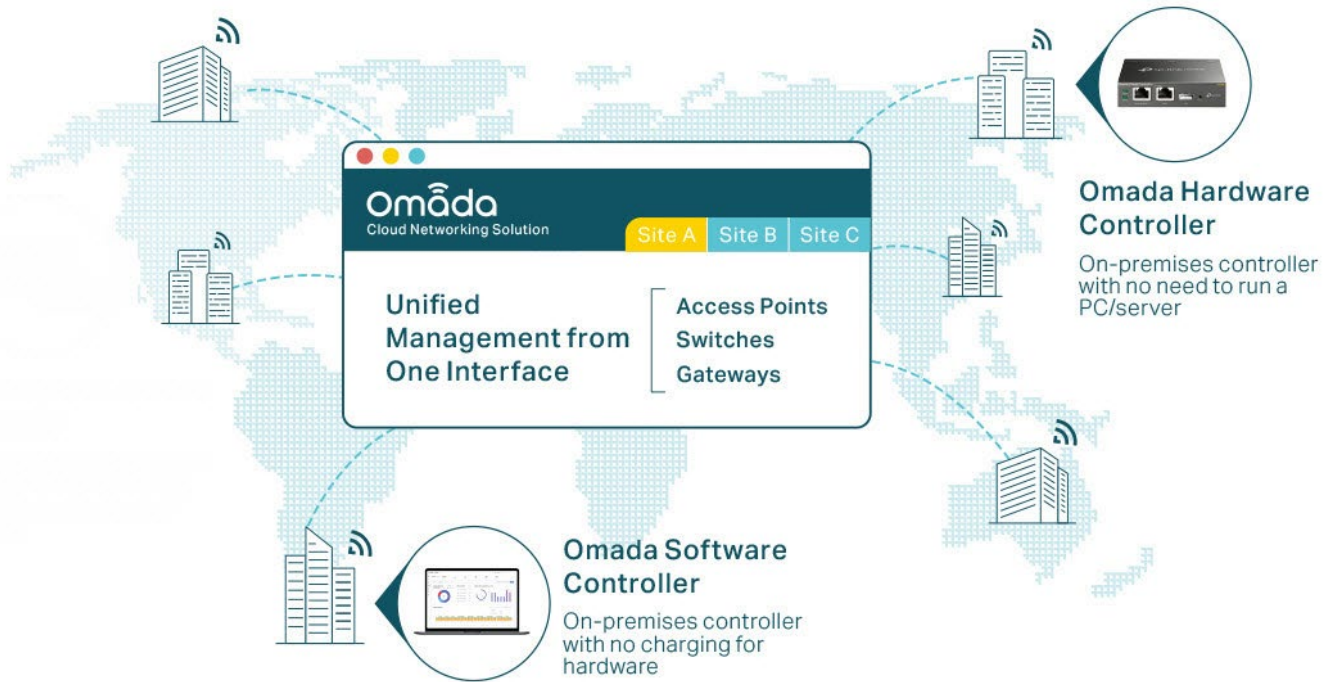 Omada
Cloud Networking Solution
Site A
Site B
Site C
Unified
Management from
One Interface
Access Points
Switches
Gateways
Omada Hardware
Controller
On-premises controller
with no need to run a
PC/server
Omada Software
Controller
On-premises controller
with no charging for
hardware